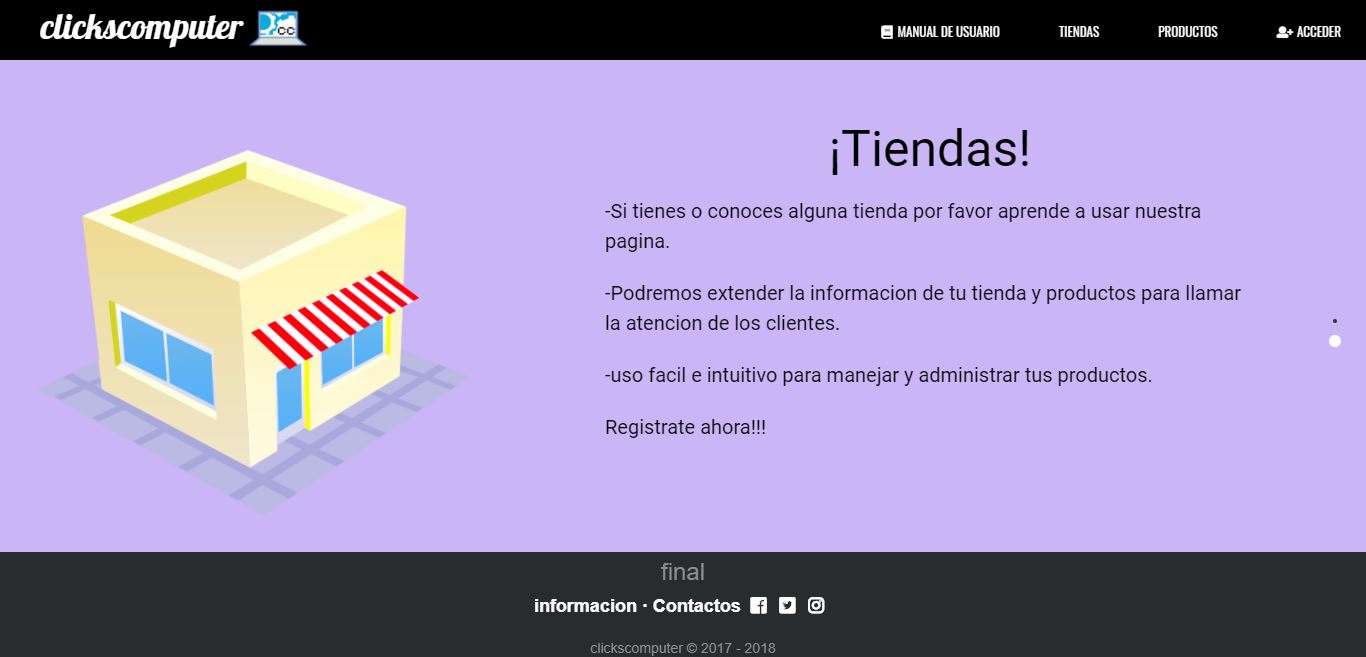 clickscomputer CC MANUAL DE USUARIO TIENDAS PRODUCTOS ACCEDER
¡Tiendas!
-Si tienes o conoces alguna tienda por favor aprende a usar nuestra
pagina.
-Podremos extender la informacion de tu tienda y productos para llamar
la atencion de los clientes.
-uso facil e intuitivo para manejar y administrar tus productos.
Registrate ahora!!!
final
informacion · Contactos
clickscomputer © 2017 - 2018